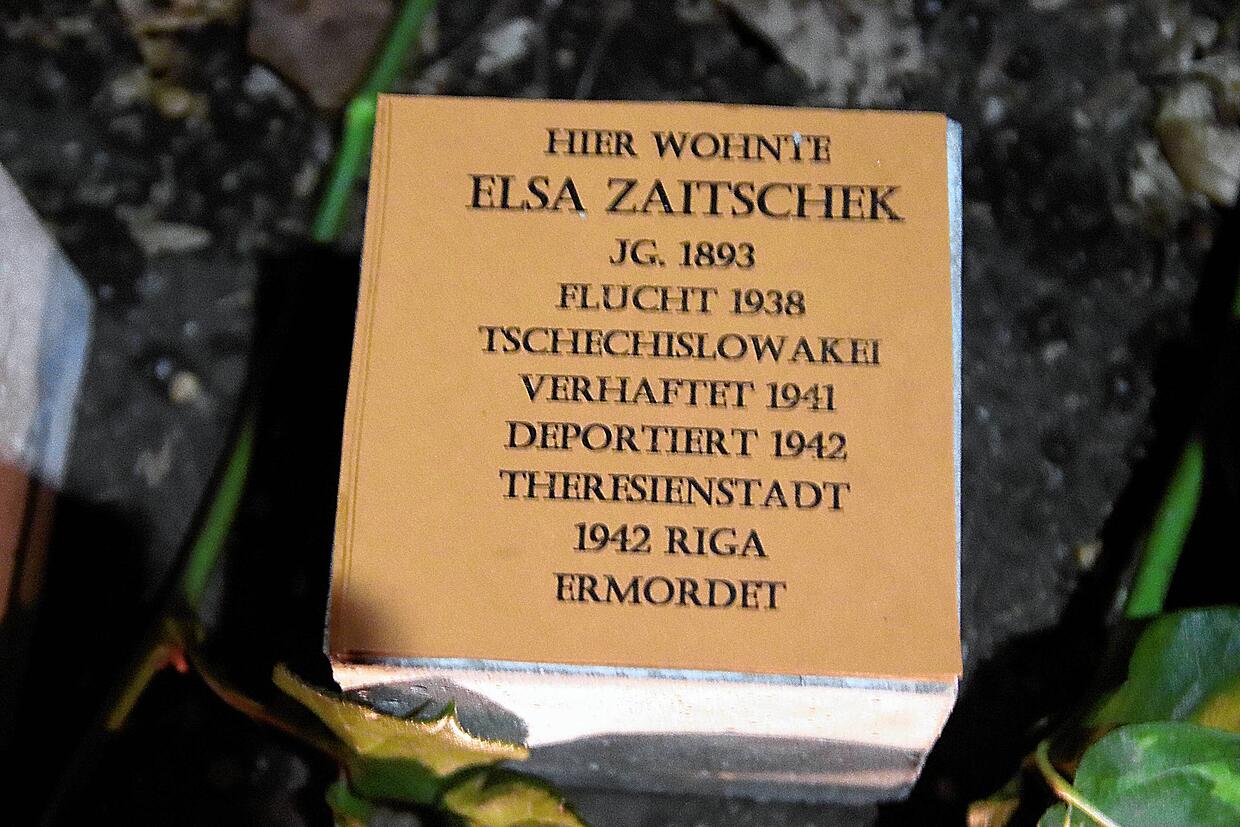 HIER WOHNTE
ELSA ZAITSCHEK
JG. 1893
FLUCHT 1938
TSCHECHISLOWAKEI
VERHAFTET 1941
DEPORTIERT 1942
THERESIENSTADT
1942 RIGA
ERMORDET